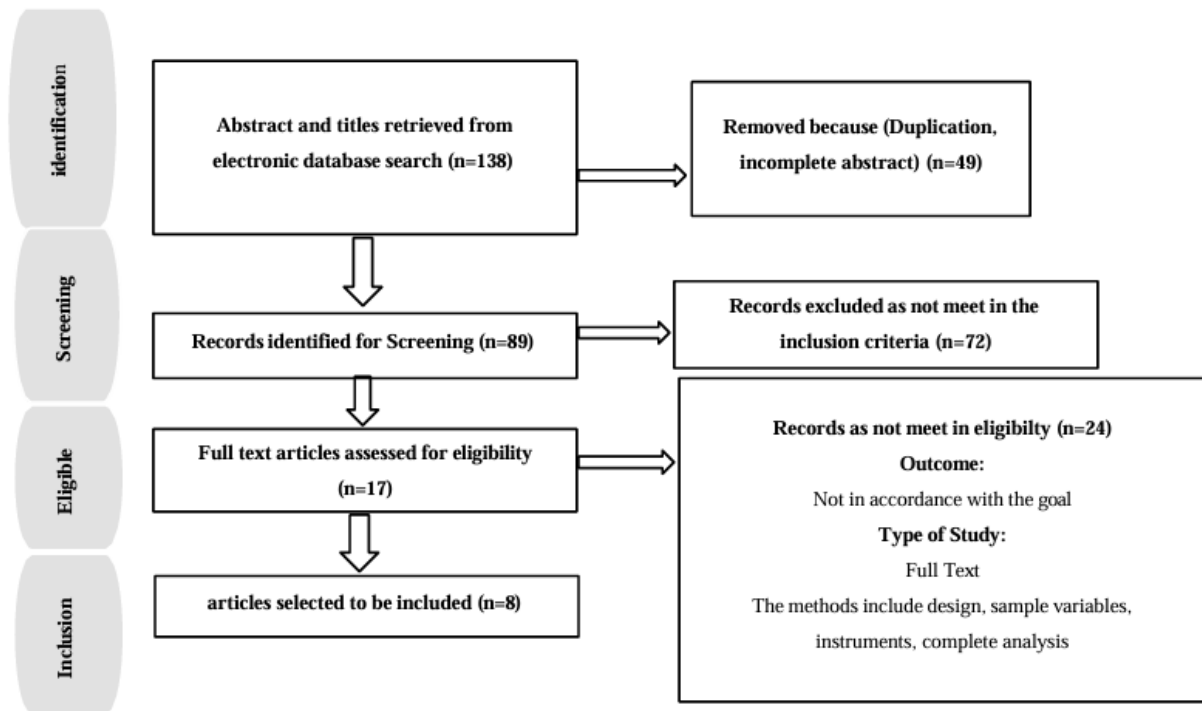 identification
Abstract and titles retrieved from
electronic database search (n=138)
Removed because (Duplication,
incomplete abstract) (n=49)
Screening
Records identified for Screening (n=89)
Records excluded as not meet in the
inclusion criteria (n=72)
Eligible
Full text articles assessed for eligibility
(n=17)
Records as not meet in eligibilty (n=24)
Outcome:
Not in accordance with the goal
Type of Study:
Full Text
The methods include design, sample variables,
instruments, complete analysis
Inclusion
articles selected to be included (n=8)